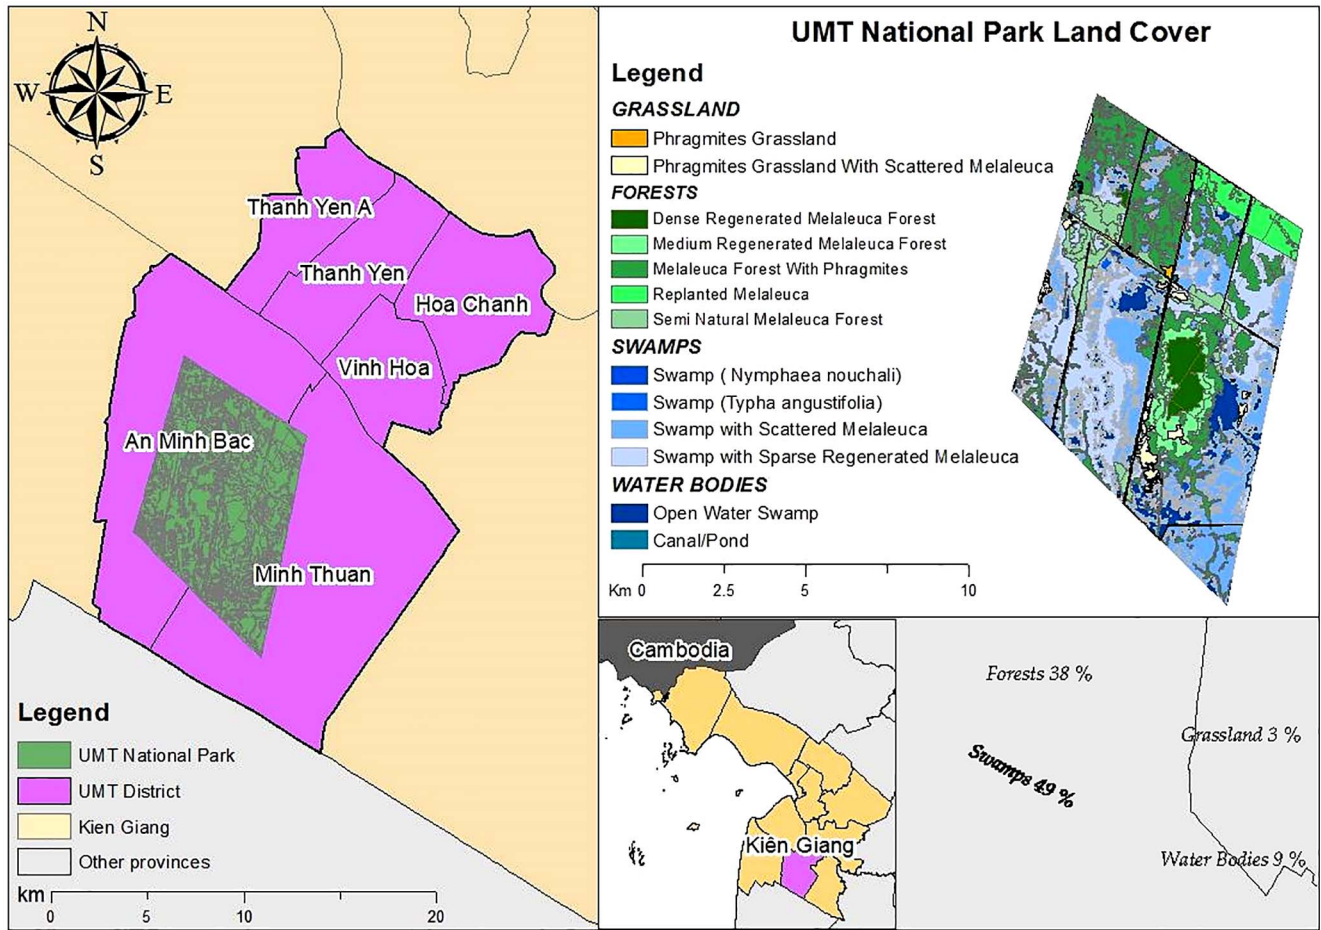 N
W E
S
Thanh Yen A
Thanh Yen
Hoa Chanh
Vinh Hoa
An Minh Bac
Minh Thuan
Legend
UMT National Park
UMT District
Kien Giang
Other provinces
km
0 5 10 20
UMT National Park Land Cover
Legend
GRASSLAND
Phragmites Grassland
Phragmites Grassland With Scattered Melaleuca
FORESTS
Dense Regenerated Melaleuca Forest
Medium Regenerated Melaleuca Forest
Melaleuca Forest With Phragmites
Replanted Melaleuca
Semi Natural Melaleuca Forest
SWAMPS
Swamp ( Nymphaea nouchali)
Swamp (Typha angustifolia)
Swamp with Scattered Melaleuca
Swamp with Sparse Regenerated Melaleuca
WATER BODIES
Open Water Swamp
Canal/Pond
Km 0 2.5 5 10
Cambodia
Kiên Giang
Forests 38 %
Grassland 3 %
Swamps 49 %
Water Bodies 9 %